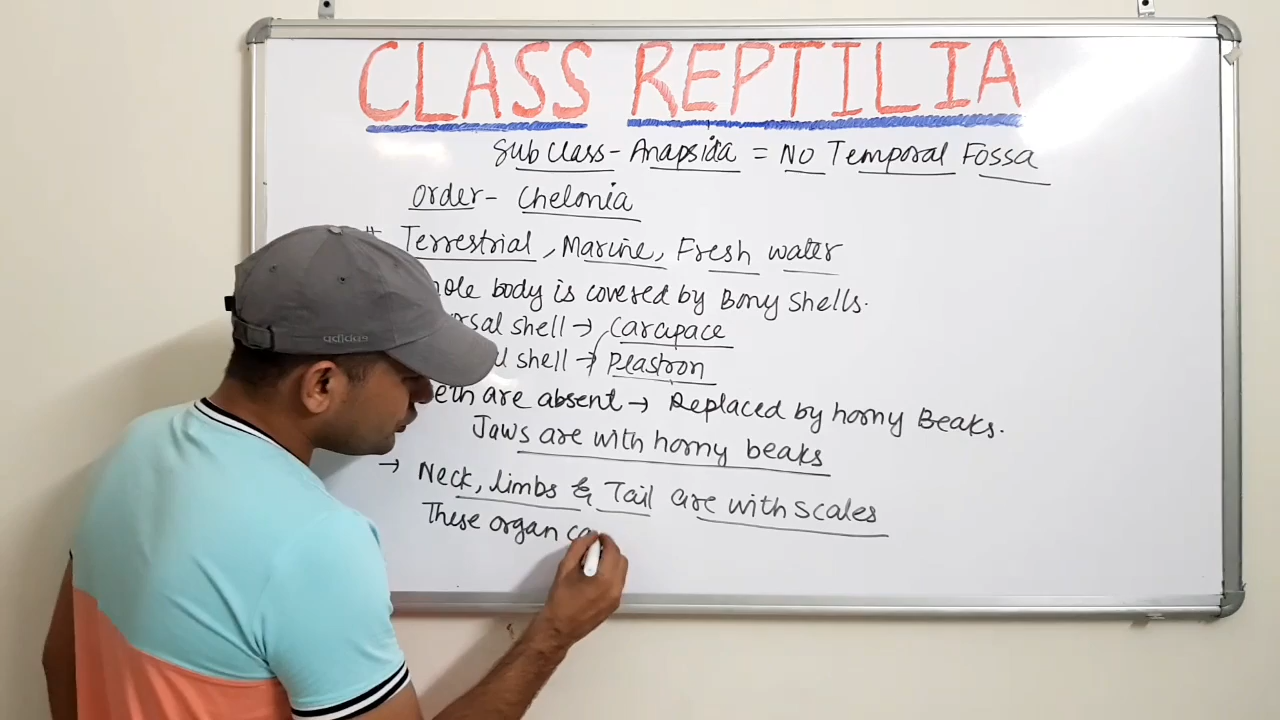 CLASS REPTILIA
Sub Class - Anapsida = No Temporal Fossa
Order - Chelonia
# Terrestrial, Marine, Fresh water
body is covered by Bony Shells.
shell → Carapace
shell → Plastron
are absent → Replaced by horny Beaks.
Jaws are with horny beaks
→ Neck, limbs & Tail are with scales
These organ
adidas